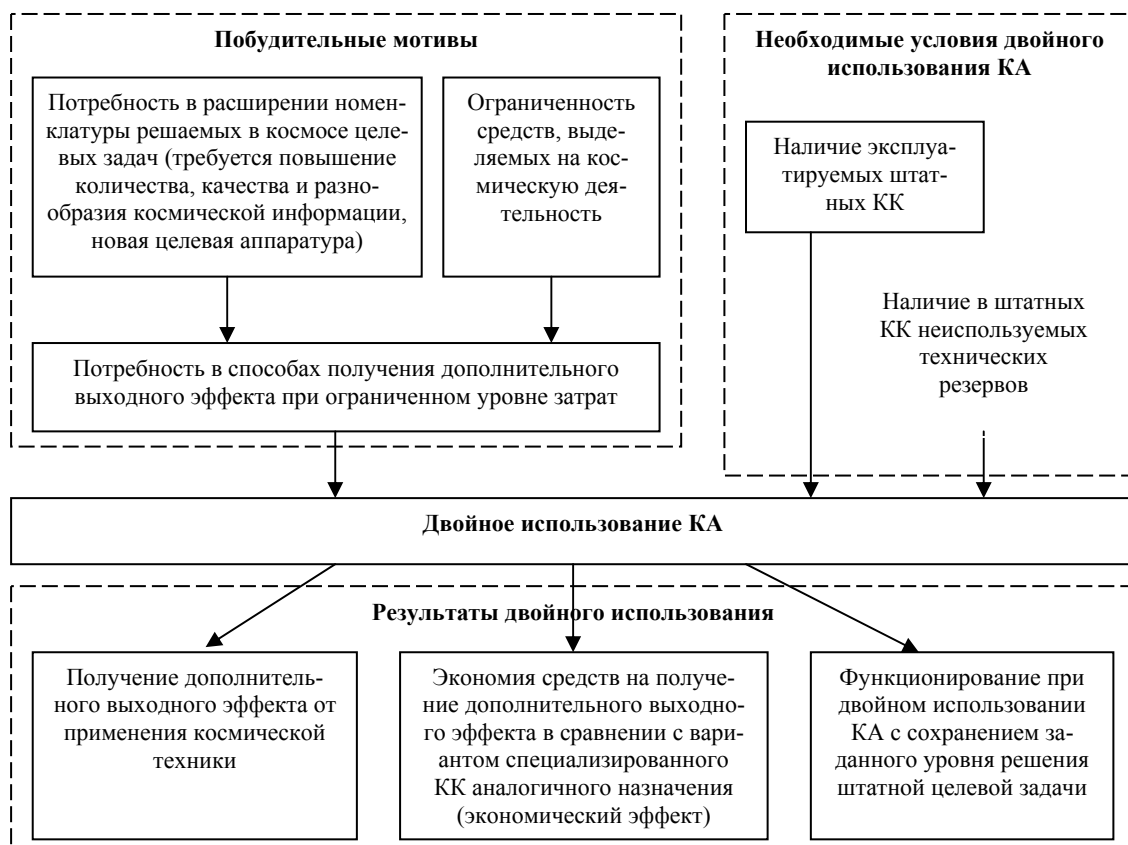 Побудительные мотивы
Потребность в расширении номен-
клатуры решаемых в космосе целе-
вых задач (требуется повышение
количества, качества и разно-
образия космической информации,
новая целевая аппаратура)
Ограниченность
средств, выде-
ляемых на кос-
мическую дея-
тельность
Потребность в способах получения дополнительного
выходного эффекта при ограниченном уровне затрат
Необходимые условия двойного
использования КА
Наличие эксплуа-
тируемых штат-
ных КК
Наличие в штатных
КК неиспользуемых
технических
резервов
Двойное использование КА
Результаты двойного использования
Получение дополнитель-
ного выходного эффекта от
применения космической
техники
Экономия средств на получе-
ние дополнительного выходно-
го эффекта в сравнении с вари-
антом специализированного
КК аналогичного назначения
(экономический эффект)
Функционирование при
двойном использовании
КА с сохранением за-
данного уровня решения
штатной целевой задачи